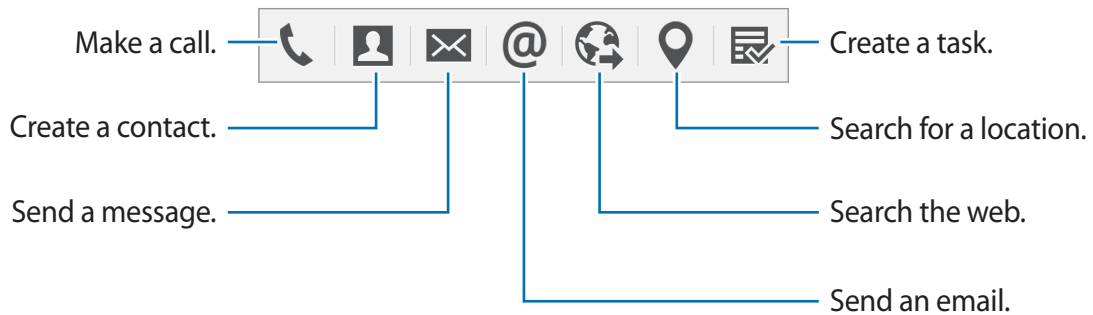 Make a call.
Create a task.
Create a contact.
Search for a location.
Send a message.
Search the web.
Send an email.